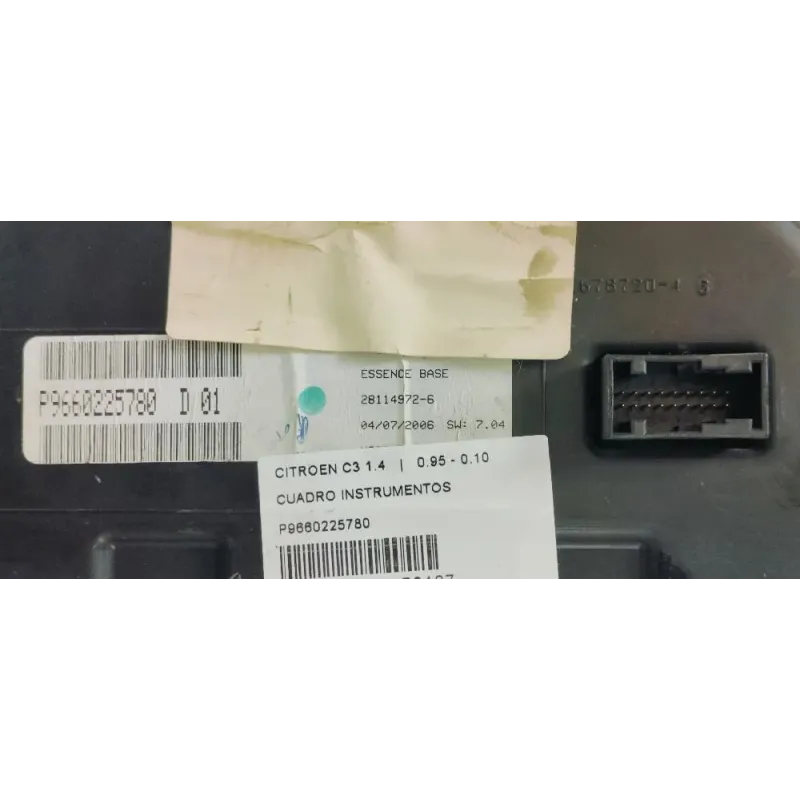 678720-4
P9660225780 D 01
ESSENCE BASE
28114972-6
04/07/2006 SW: 7.04
CITROEN C3 1.4 | 0.95 - 0.10
CUADRO INSTRUMENTOS
P9660225780